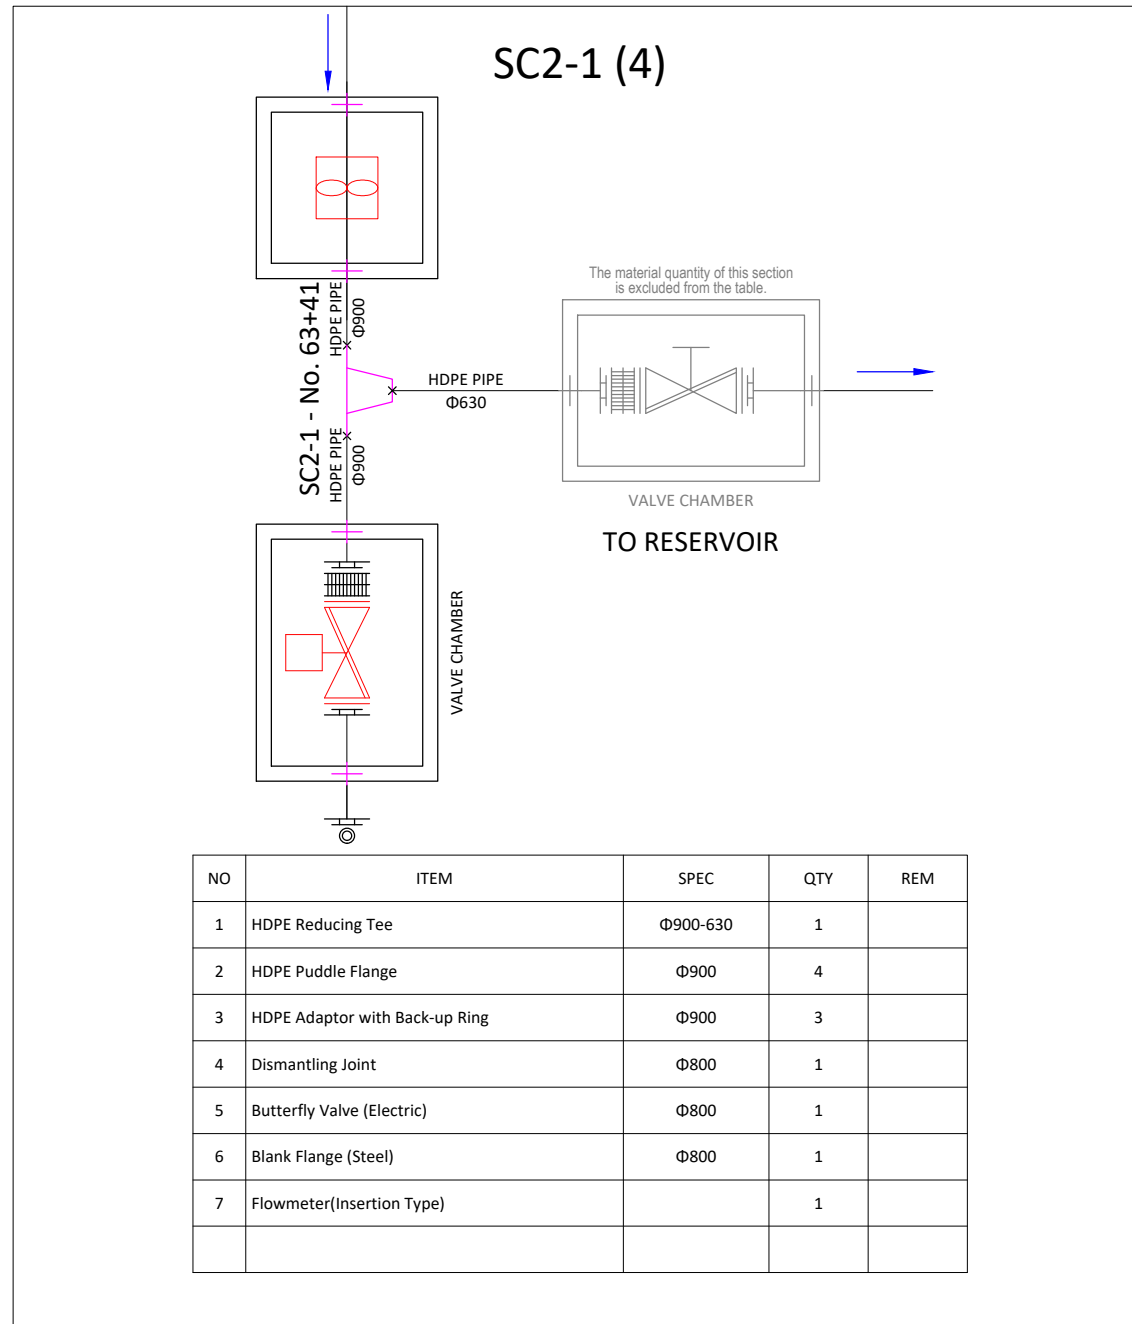 SC2-1 (4)
SC2-1 - No. 63+41
HDPE PIPE
Φ900
The material quantity of this section
is excluded from the table.
HDPE PIPE
Φ630
HDPE PIPE
Φ900
VALVE CHAMBER
TO RESERVOIR
VALVE CHAMBER
NO ITEM SPEC QTY REM
1 HDPE Reducing Tee Φ900-630 1
2 HDPE Puddle Flange Φ900 4
3 HDPE Adaptor with Back-up Ring Φ900 3
4 Dismantling Joint Φ800 1
5 Butterfly Valve (Electric) Φ800 1
6 Blank Flange (Steel) Φ800 1
7 Flowmeter(Insertion Type) 1